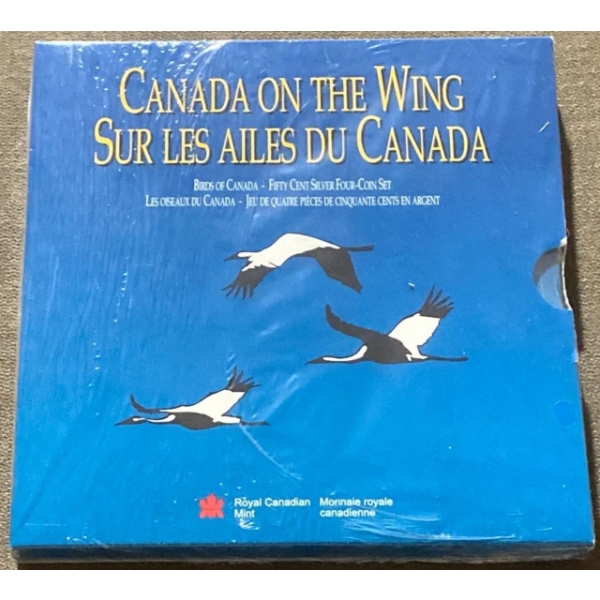 CANADA ON THE WING
SUR LES AILES DU CANADA
BIRDS OF CANADA - FIFTY CENT SILVER FOUR-COIN SET
LES OISEAUX DU CANADA - JEU DE QUATRE PIÈCES DE CINQUANTE CENTS EN ARGENT
Royal Canadian Mint
Monnaie royale canadienne